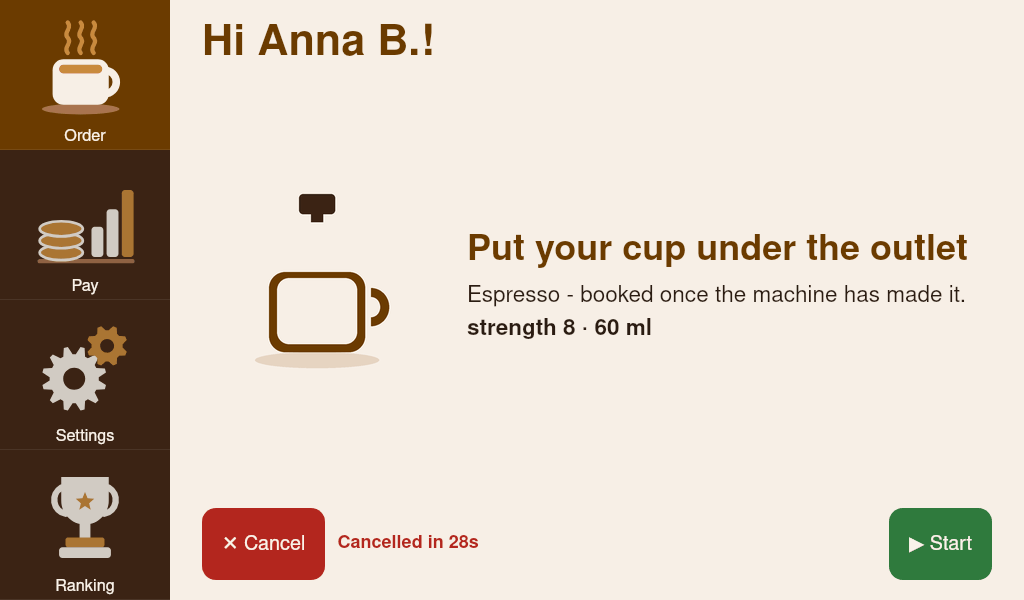 Hi Anna B.!
Order
Pay
Settings
Ranking
Put your cup under the outlet
Espresso - booked once the machine has made it.
strength 8 · 60 ml
✕ Cancel
Cancelled in 28s
▶ Start